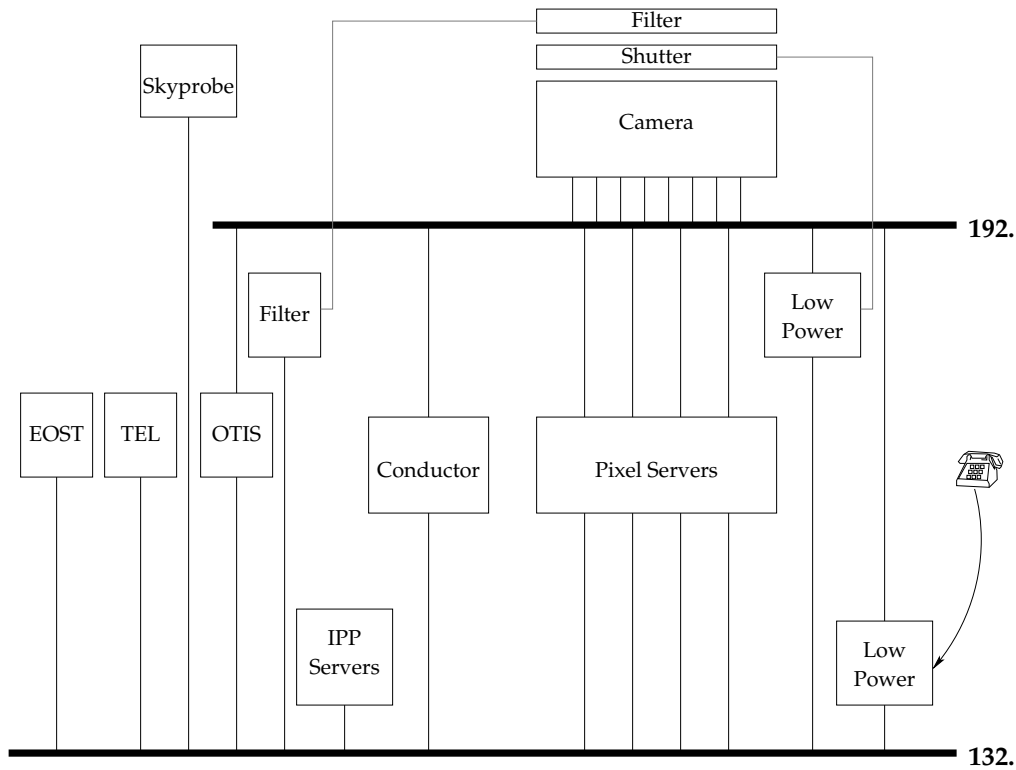 Filter
Shutter
Skyprobe
Camera
192.
Filter
Low
Power
EOST
TEL
OTIS
Conductor
Pixel Servers
IPP
Servers
Low
Power
132.